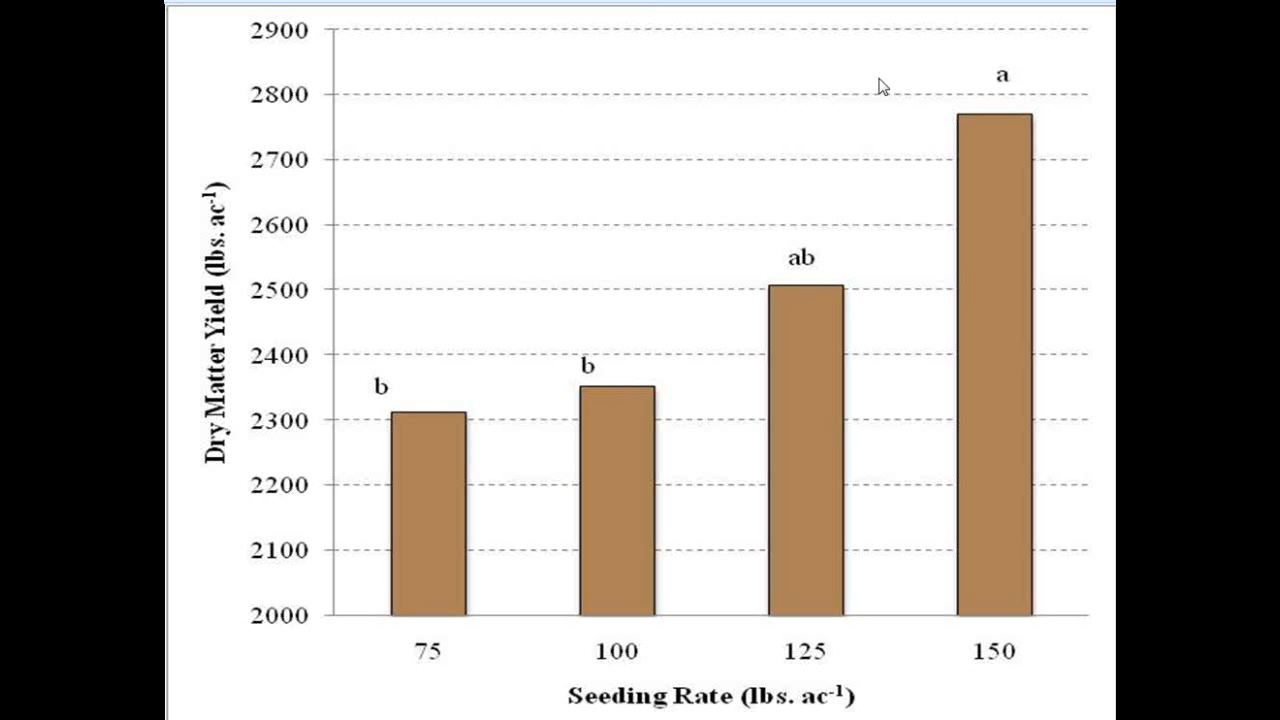 2900
2800
2700
2600
2500
2400
2300
2200
2100
2000
Dry Matter Yield (lbs. ac-1)
b
b
ab
a
75 100 125 150
Seeding Rate (lbs. ac-1)